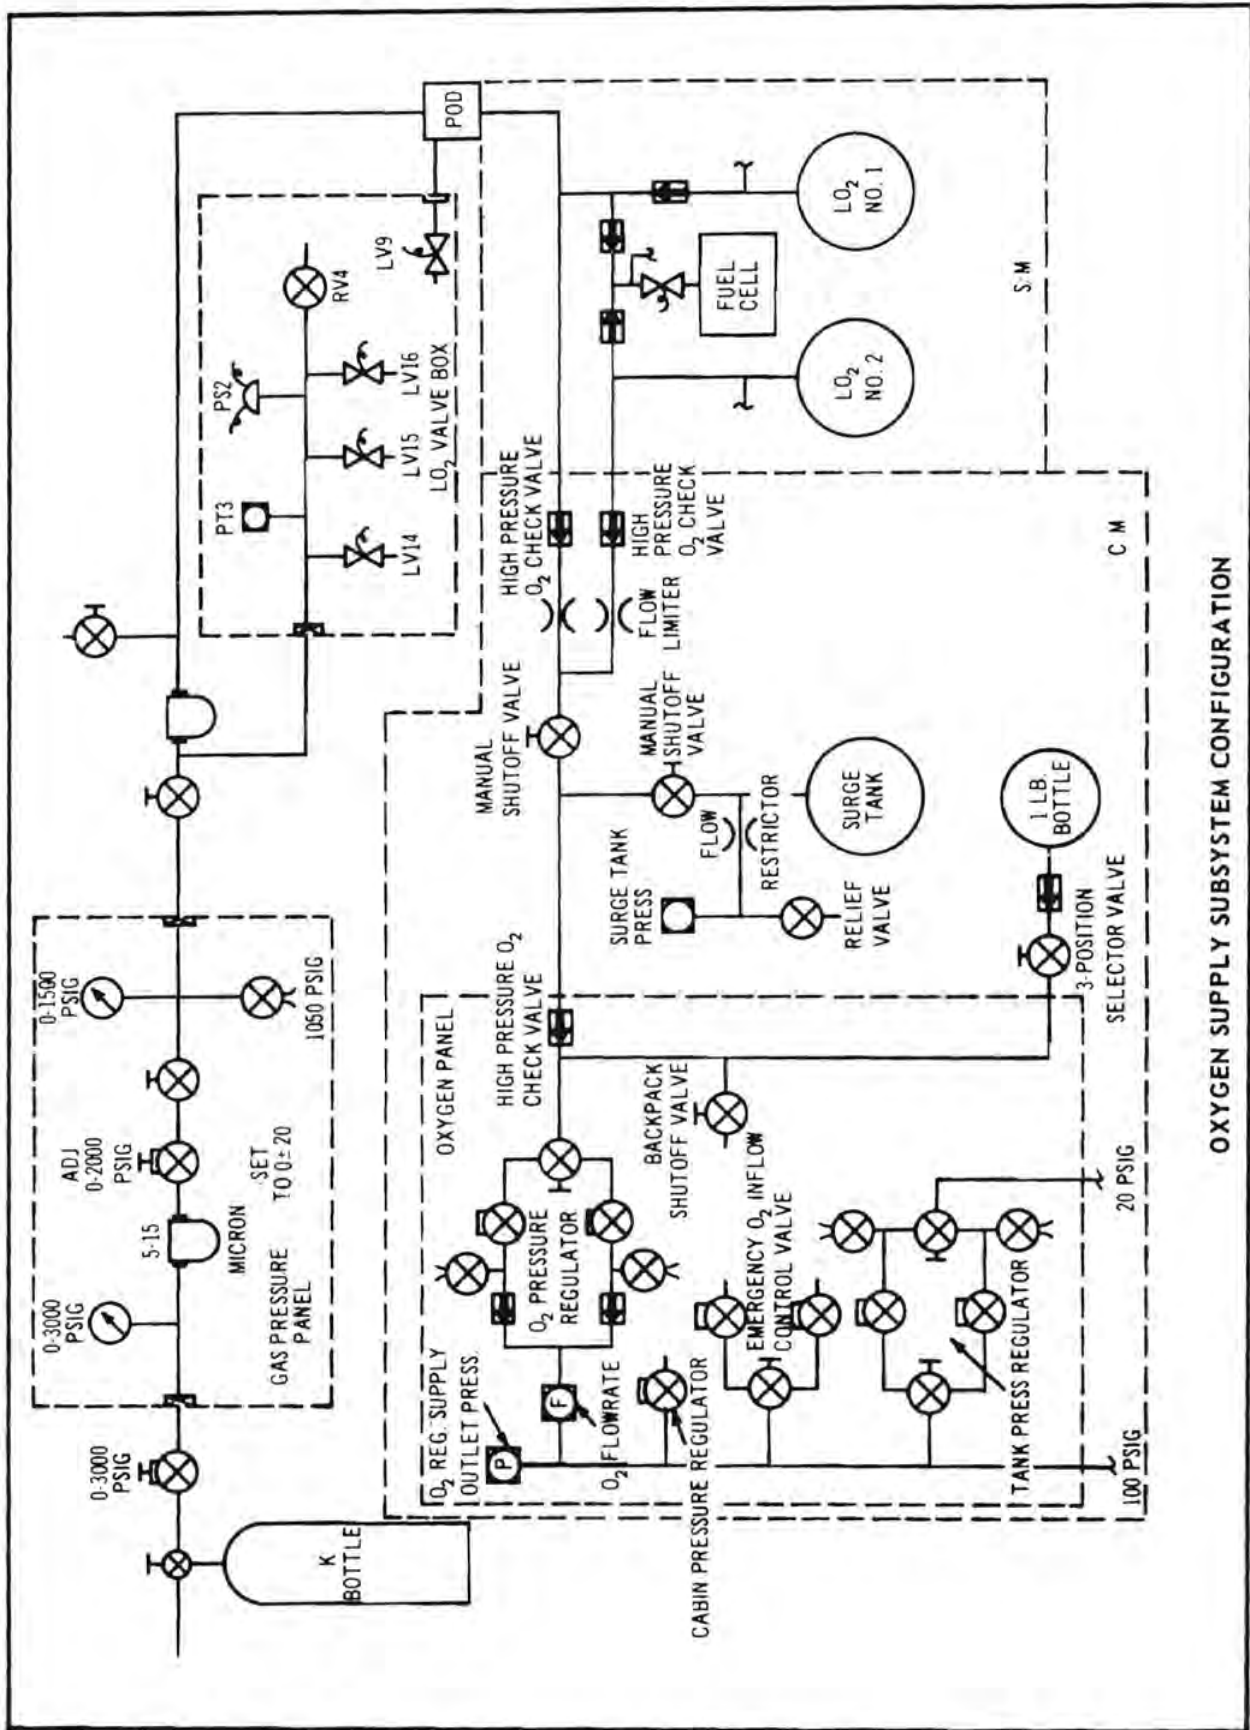 K
BOTTLE
0-3000
PSIG
0-3000
PSIG
GAS PRESSURE
PANEL
5-15
MICRON
ADJ
0-2000
PSIG
SET
TO 0±20
0-1500
PSIG
1050 PSIG
PT3
PS2
LV14
LV15
LV16
LO2 VALVE BOX
RV4
LV9
POD
O2 REG. SUPPLY
OUTLET PRESS.
P
F
O2 FLOWRATE
O2 PRESSURE
REGULATOR
OXYGEN PANEL
HIGH PRESSURE O2
CHECK VALVE
MANUAL
SHUTOFF VALVE
HIGH PRESSURE
O2 CHECK VALVE
HIGH
PRESSURE
O2 CHECK
VALVE
FLOW
LIMITER
MANUAL
SHUTOFF
VALVE
SURGE TANK
PRESS
FLOW
RESTRICTOR
RELIEF
VALVE
SURGE
TANK
FUEL
CELL
LO2
NO. 2
LO2
NO. 1
S M
C M
CABIN PRESSURE REGULATOR
EMERGENCY O2 INFLOW
CONTROL VALVE
BACKPACK
SHUTOFF VALVE
TANK PRESS REGULATOR
100 PSIG
20 PSIG
3-POSITION
SELECTOR VALVE
1 LB.
BOTTLE
OXYGEN SUPPLY SUBSYSTEM CONFIGURATION